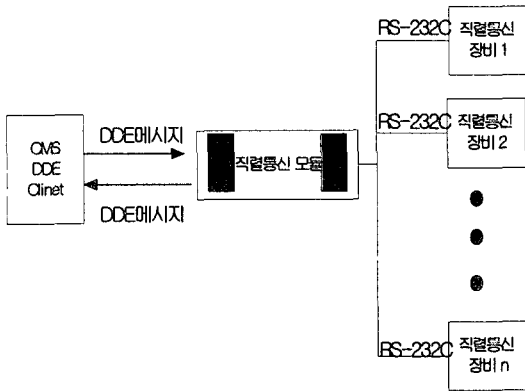 RS-232C
직렬통신
장비 1
RS-232C
직렬통신
장비 2
CMS
DDE
Clinet
DDE메시지
직렬통신 모듈
DDE메시지
RS-232C
직렬통신
장비 n